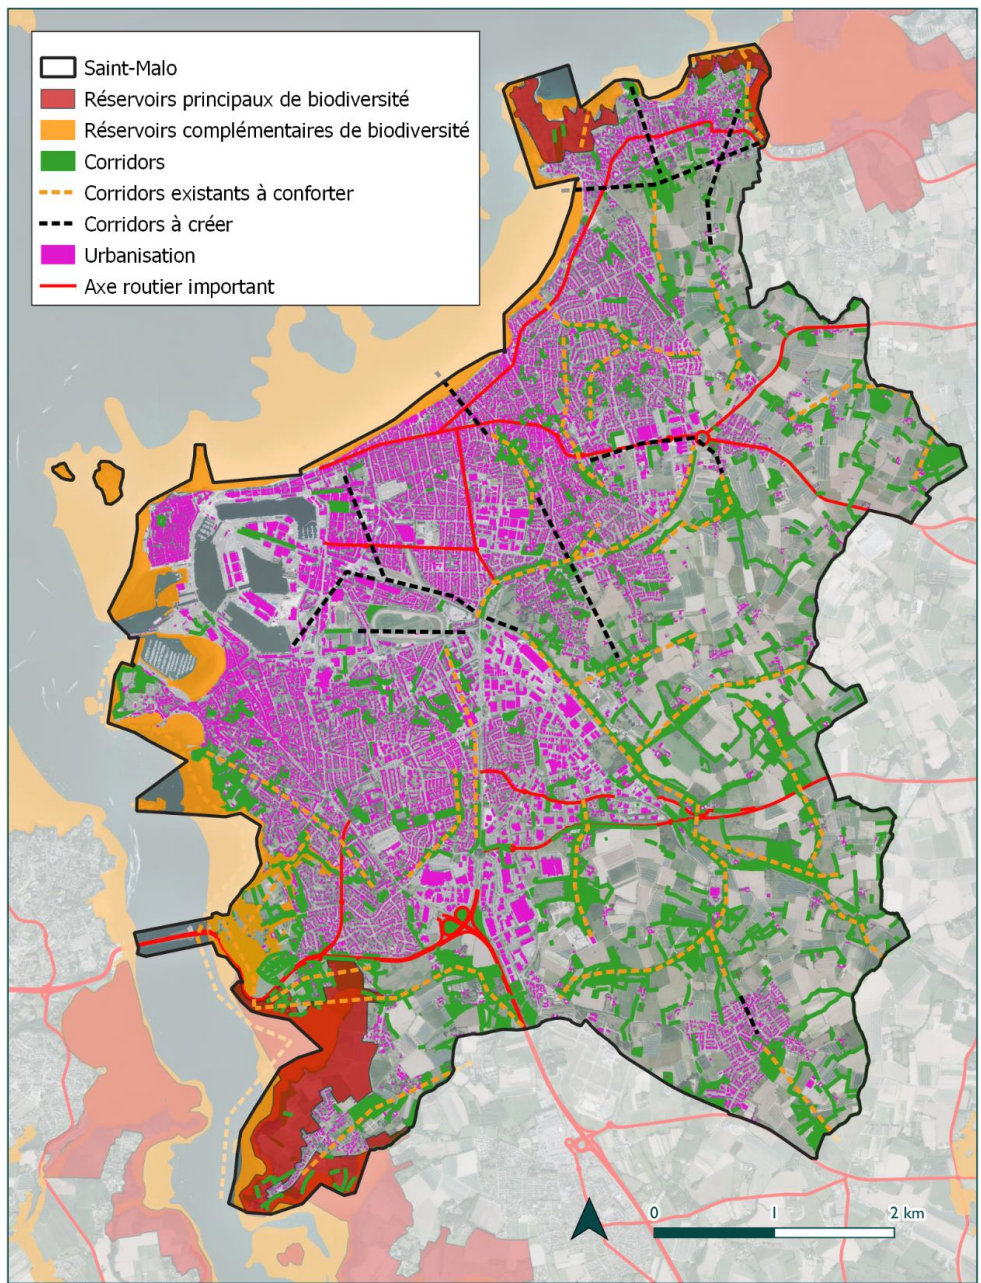 Saint-Malo
Réservoirs principaux de biodiversité
Réservoirs complémentaires de biodiversité
Corridors
Corridors existants à conforter
Corridors à créer
Urbanisation
Axe routier important
0 1 2 km